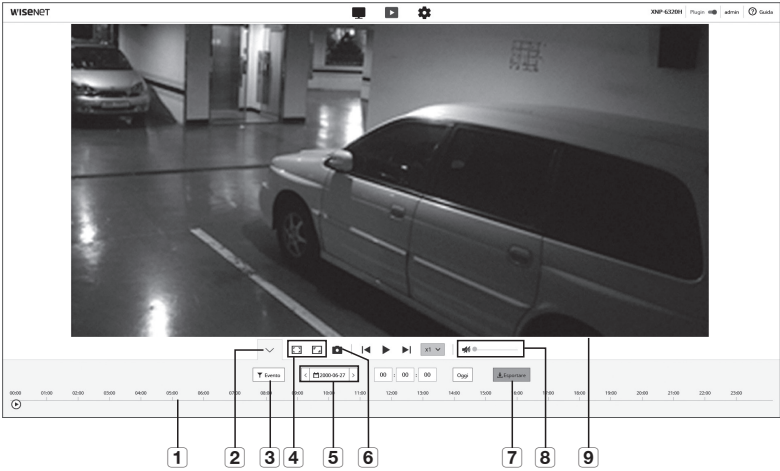 WISENET
XNP-6320H Plugin admin ? Guida
x1
Evento 2000-06-27 00 : 00 : 00 Oggi Esportare
00:00 01:00 02:00 03:00 04:00 05:00 06:00 07:00 08:00 09:00 10:00 11:00 12:00 13:00 14:00 15:00 16:00 17:00 18:00 19:00 20:00 21:00 22:00 23:00
1 2 3 4 5 6 7 8 9